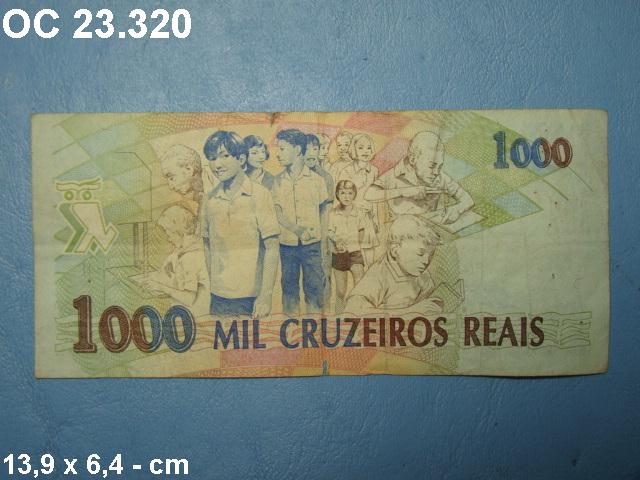 OC 23.320
1000
1000 MIL CRUZEIROS REAIS
13,9 x 6,4 - cm